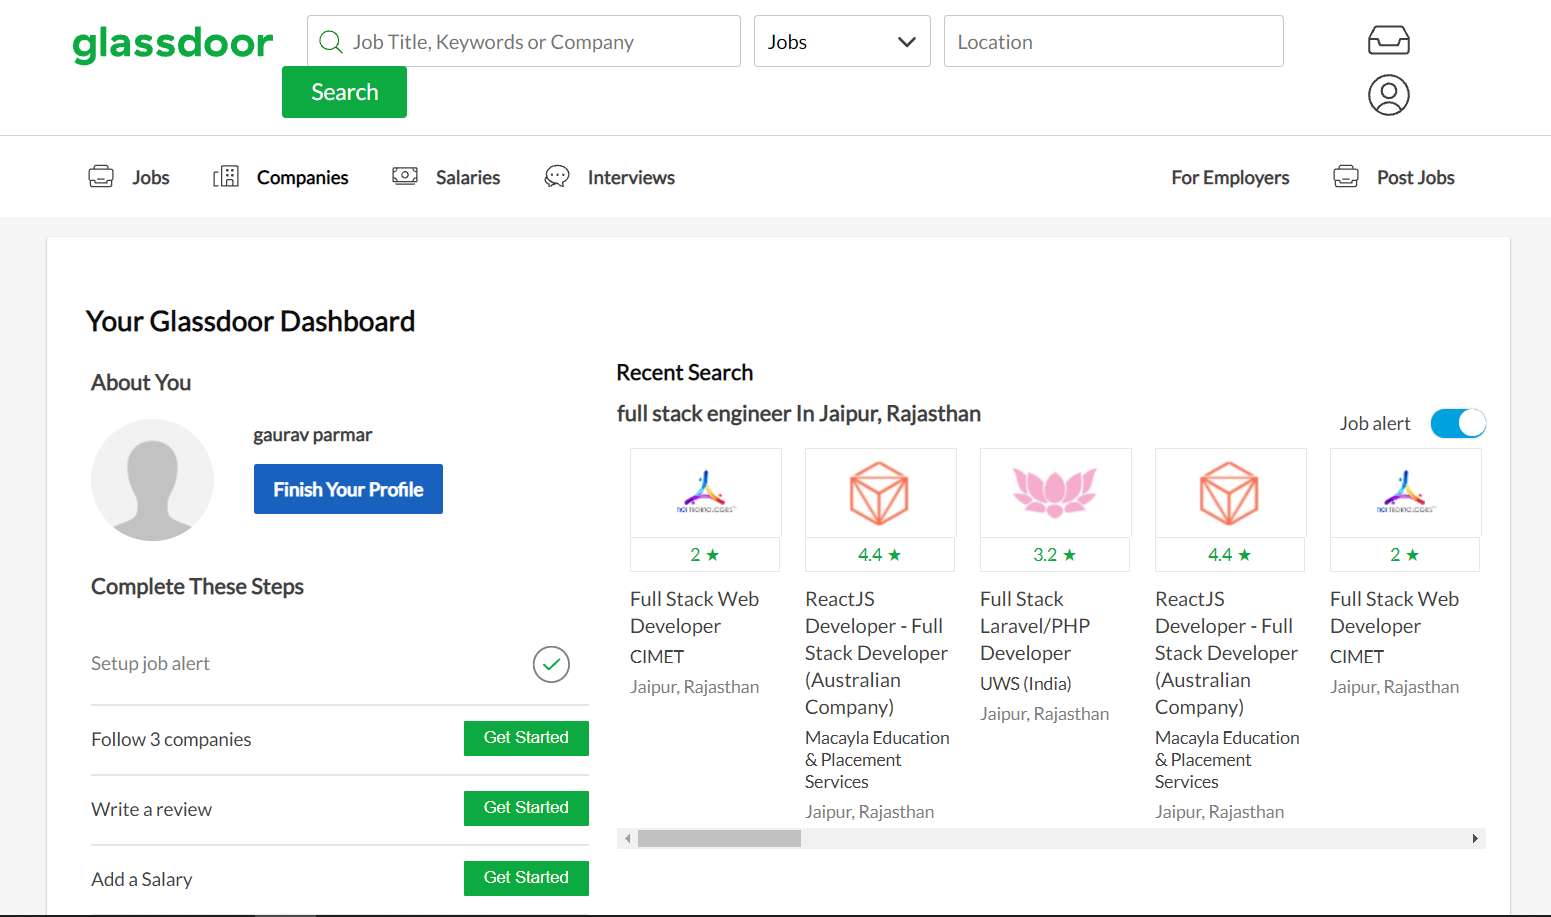 glassdoor
Job Title, Keywords or Company
Jobs
Location
Search
Jobs
Companies
Salaries
Interviews
For Employers
Post Jobs
Your Glassdoor Dashboard
About You
gaurav parmar
Finish Your Profile
Complete These Steps
Setup job alert
Follow 3 companies
Get Started
Write a review
Get Started
Add a Salary
Get Started
Recent Search
full stack engineer In Jaipur, Rajasthan
Job alert
2 ★
Full Stack Web
Developer
CIMET
Jaipur, Rajasthan
4.4 ★
ReactJS
Developer - Full
Stack Developer
(Australian
Company)
Macayla Education
& Placement
Services
Jaipur, Rajasthan
3.2 ★
Full Stack
Laravel/PHP
Developer
UWS (India)
Jaipur, Rajasthan
4.4 ★
ReactJS
Developer - Full
Stack Developer
(Australian
Company)
Macayla Education
& Placement
Services
Jaipur, Rajasthan
2 ★
Full Stack Web
Developer
CIMET
Jaipur, Rajasthan